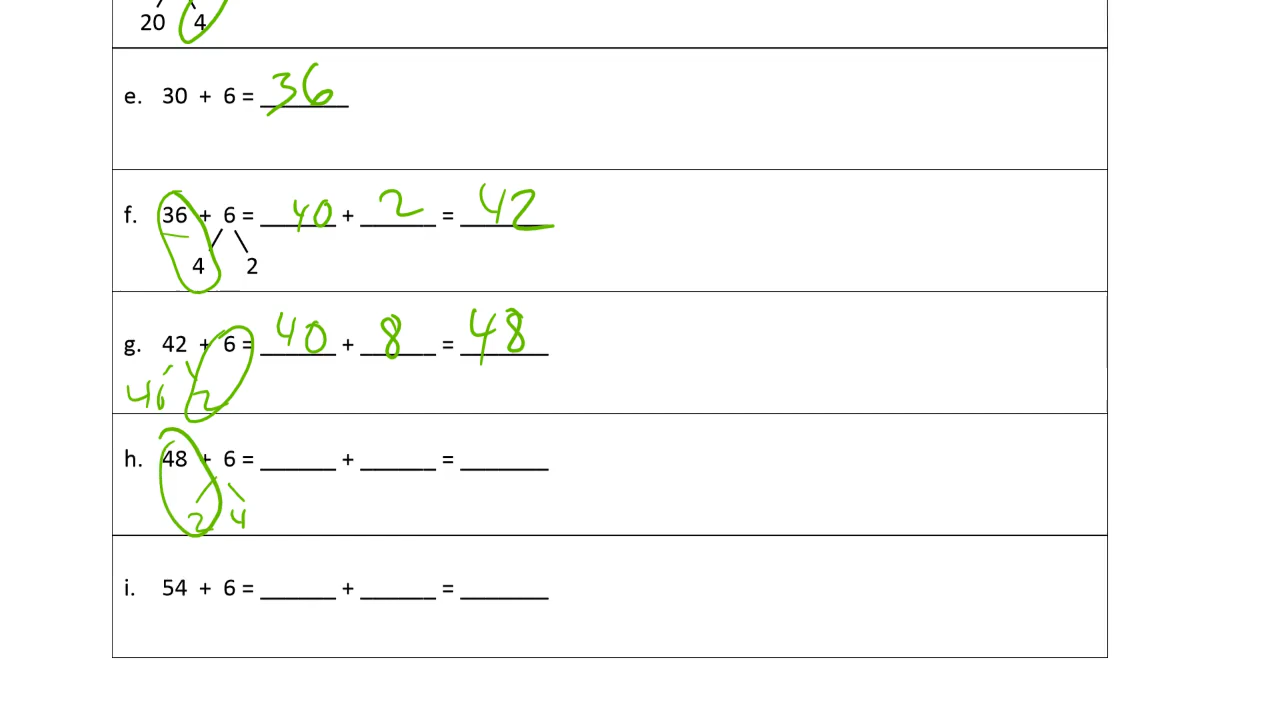 20 4
e. 30 + 6 = 36
f. 36 + 6 = 40 + 2 = 42
4 2
g. 42 + 6 = 40 + 8 = 48
40 2
h. 48 + 6 = ______ + ______ = ______
2 4
i. 54 + 6 = ______ + ______ = ______